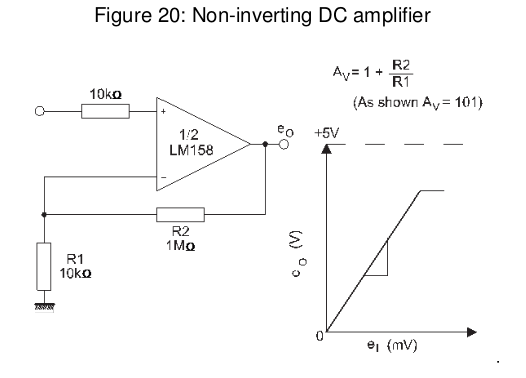 Figure 20: Non-inverting DC amplifier
A_V = 1 + R2/R1
(As shown A_V = 101)
10kΩ
+
1/2
LM158
-
e_O
+5V
R2
1MΩ
R1
10kΩ
e_O (V)
0
e_I (mV)